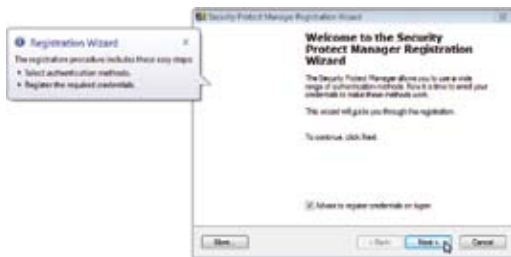 Registration Wizard
The registration procedure includes these easy steps:
• Select authentication methods.
• Register the required credentials.
Security Protect Manager Registration Wizard
Welcome to the Security
Protect Manager Registration
Wizard
The Security Protect Manager allows you to use a wide
range of authentication methods. Now it is time to enroll your
credentials to make these methods work.
This wizard will guide you through the registration.
To continue, click Next.
to register credentials on logon
More...
< Back
Next >
Cancel